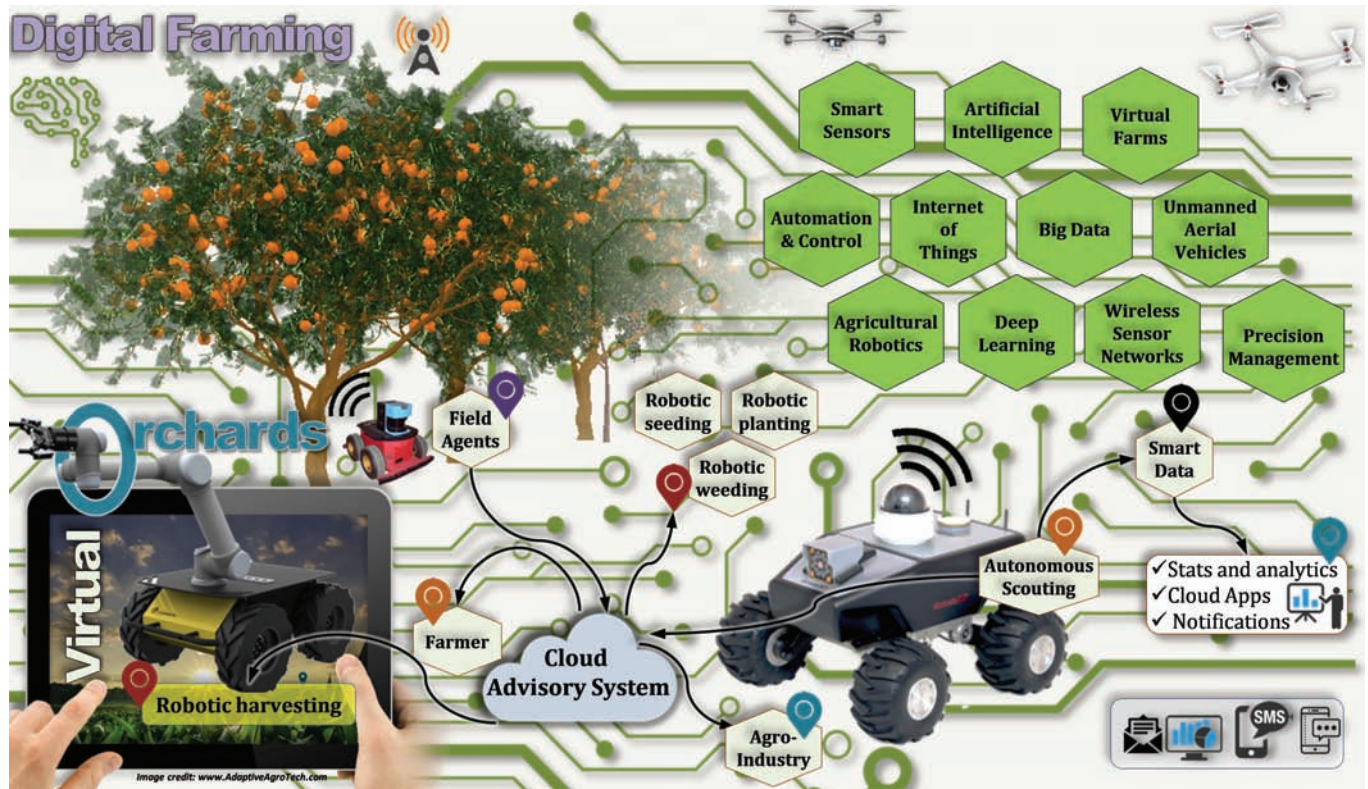 Digital Farming
Smart
Sensors
Artificial
Intelligence
Virtual
Farms
Automation
& Control
Internet
of
Things
Big Data
Unmanned
Aerial
Vehicles
Agricultural
Robotics
Deep
Learning
Wireless
Sensor
Networks
Precision
Management
Field
Agents
Robotic
seeding
Robotic
planting
Robotic
weeding
Smart
Data
Orchards
Virtual
Autonomous
Scouting
✓Stats and analytics
✓Cloud Apps
✓ Notifications
Farmer
Cloud
Advisory System
Robotic harvesting
Agro-
Industry
SMS
Image credit: www.AdaptiveAgroTech.com